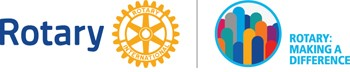 Rotary
ROTARY
INTERNATIONAL
ROTARY:
MAKING A
DIFFERENCE